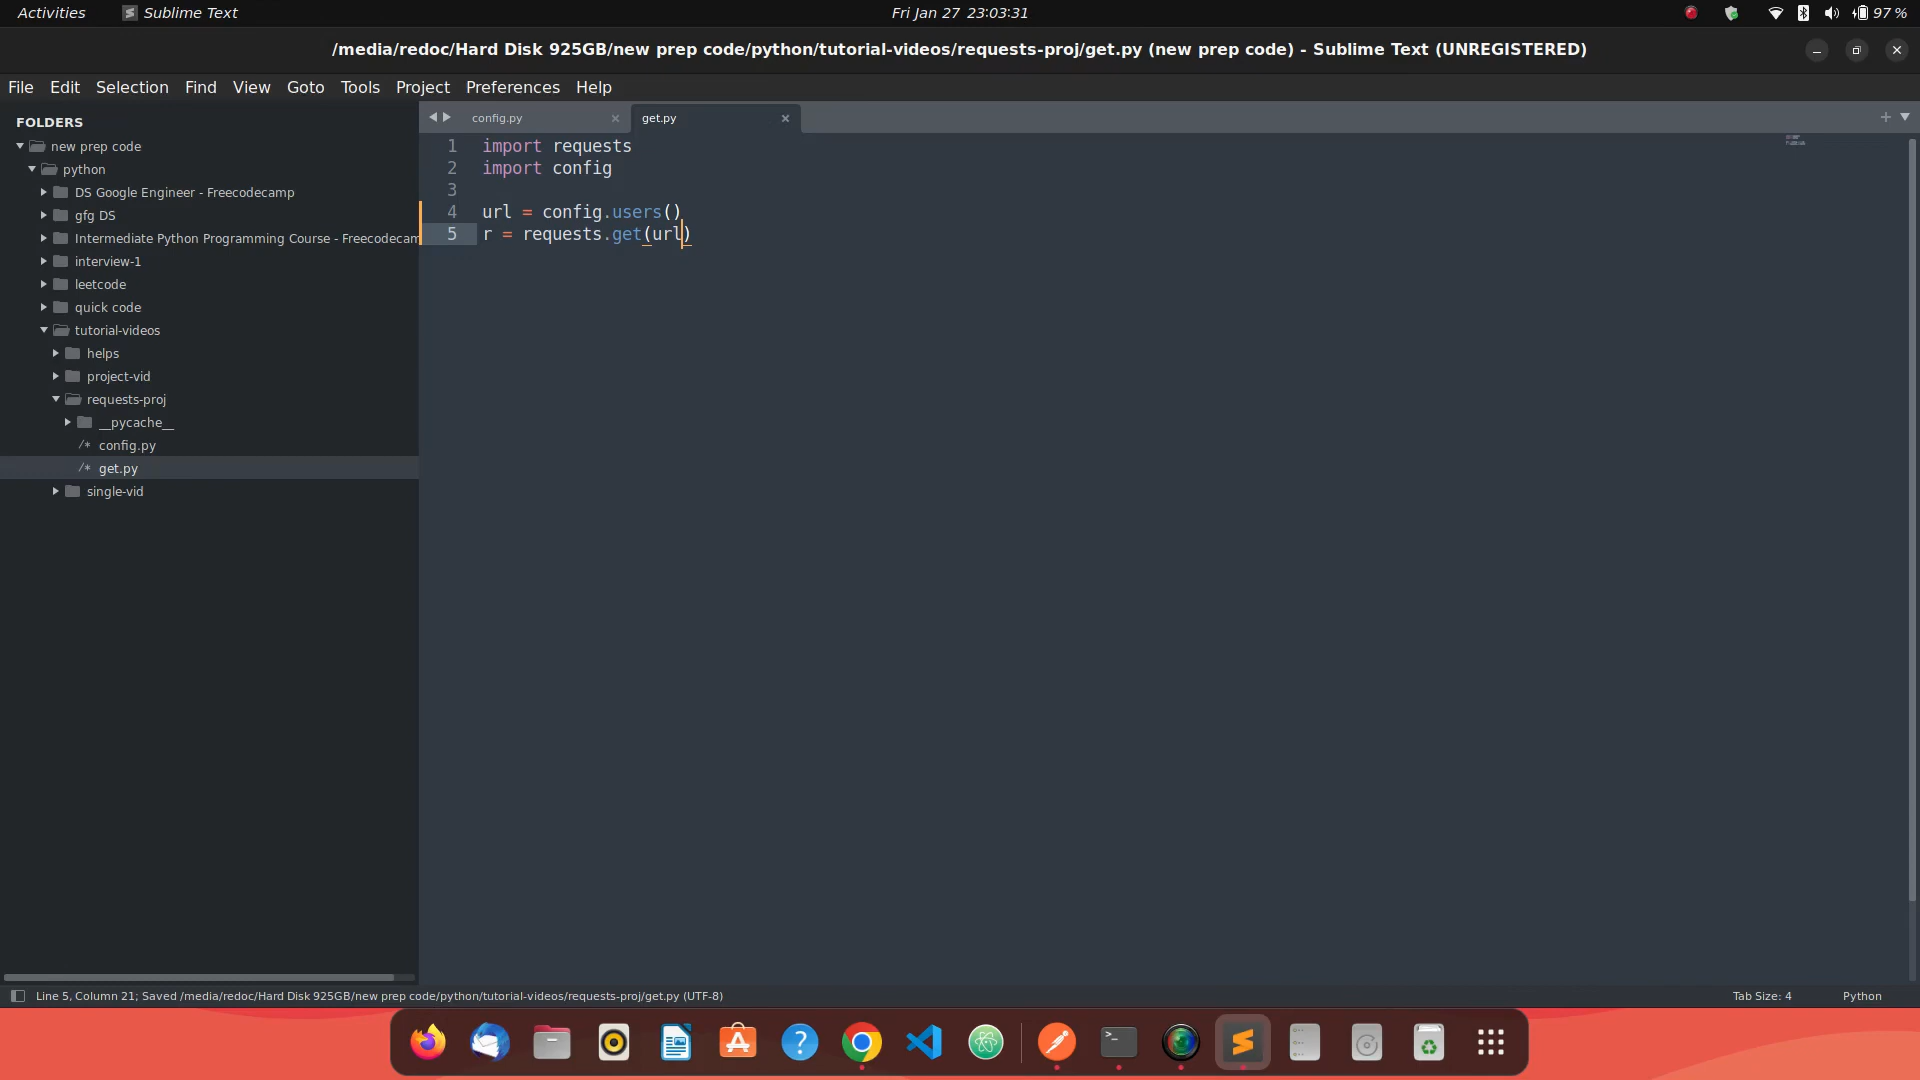 Activities Sublime Text Fri Jan 27 23:03:31 97 %
/media/redoc/Hard Disk 925GB/new prep code/python/tutorial-videos/requests-proj/get.py (new prep code) - Sublime Text (UNREGISTERED)
File Edit Selection Find View Goto Tools Project Preferences Help
FOLDERS
new prep code
python
DS Google Engineer - Freecodecamp
gfg DS
Intermediate Python Programming Course - Freecodecam
interview-1
leetcode
quick code
tutorial-videos
helps
project-vid
requests-proj
__pycache__
/* config.py
/* get.py
single-vid
config.py get.py
1 import requests
2 import config
3
4 url = config.users()
5 r = requests.get(url)
Line 5, Column 21; Saved /media/redoc/Hard Disk 925GB/new prep code/python/tutorial-videos/requests-proj/get.py (UTF-8) Tab Size: 4 Python